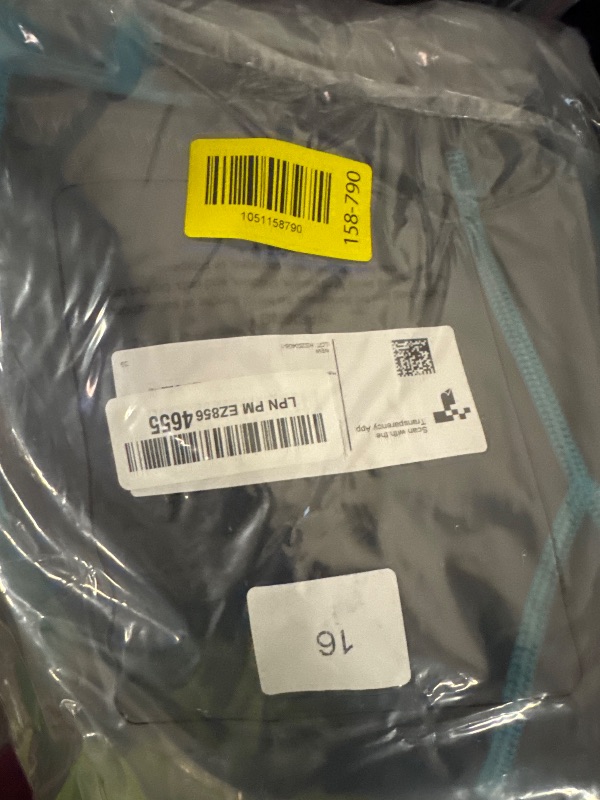 1051158790
158-790
LPN PM EZ856 4655
Scan with the
Transparency App
16